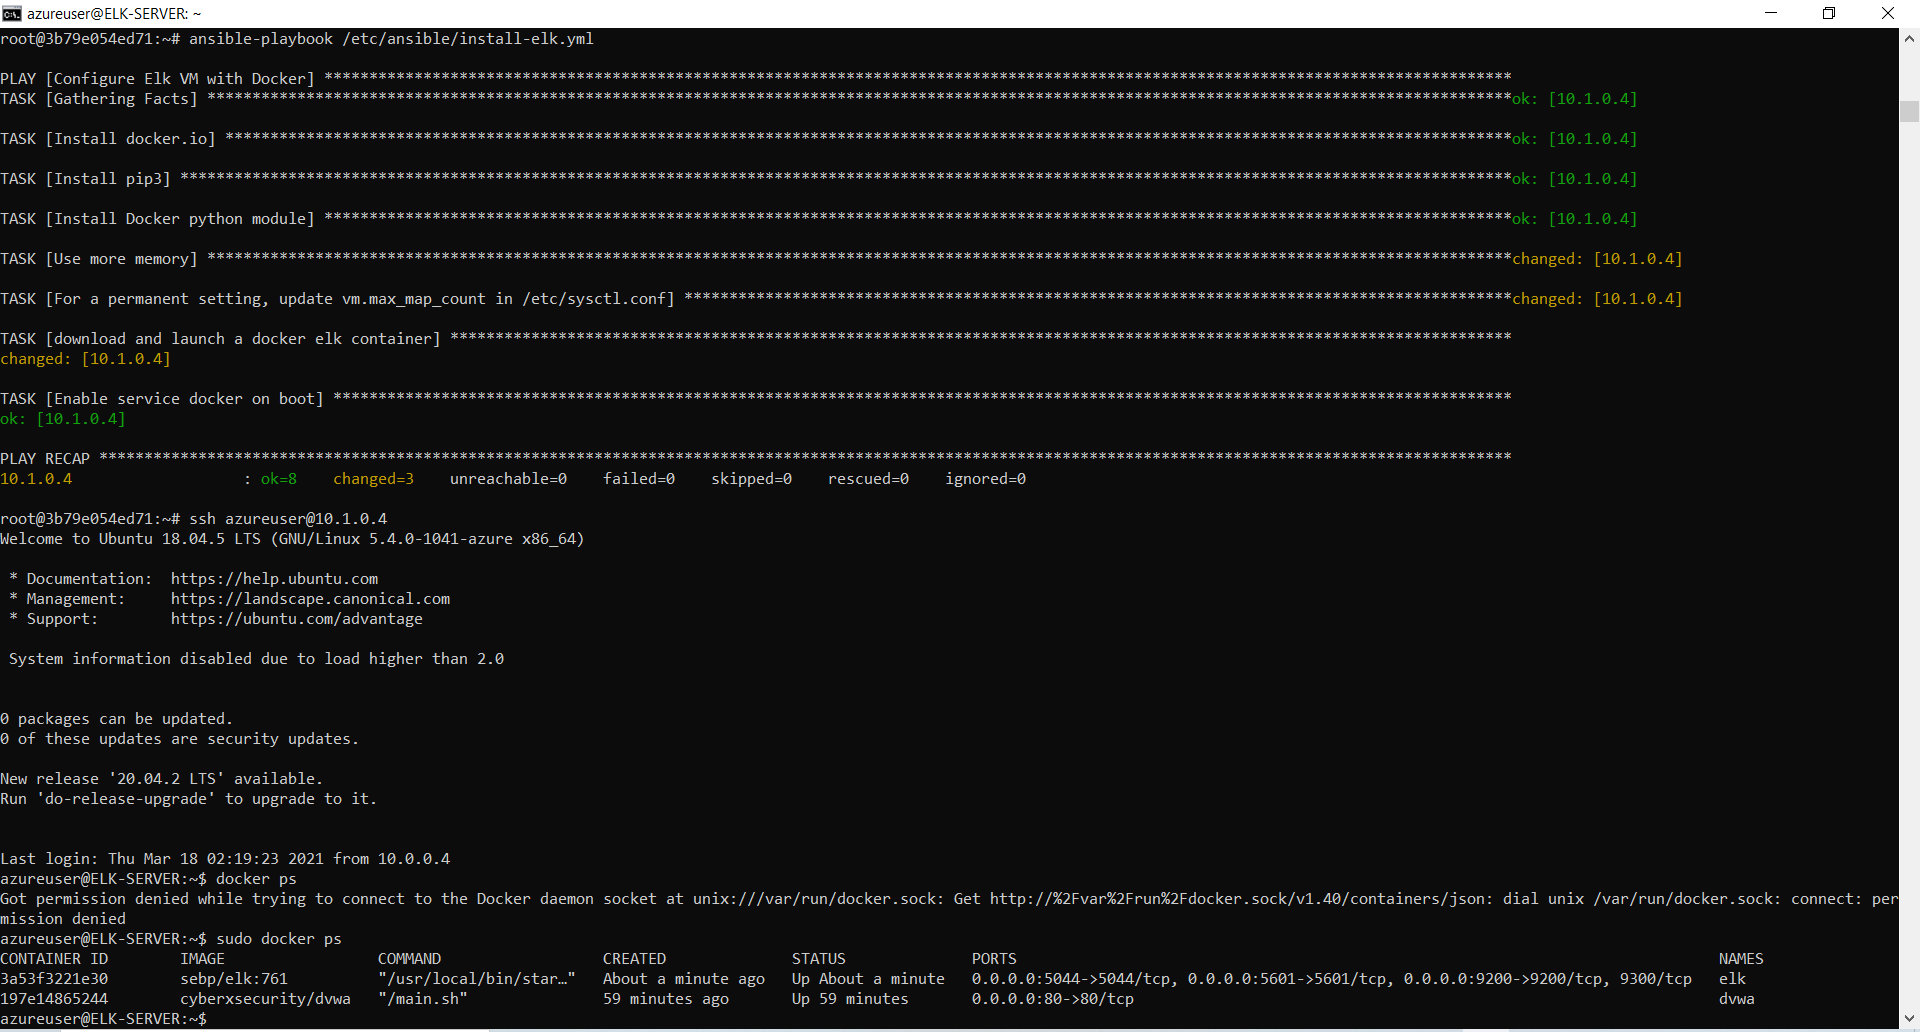 azureuser@ELK-SERVER: ~
root@3b79e054ed71:~# ansible-playbook /etc/ansible/install-elk.yml
PLAY [Configure Elk VM with Docker] ************************************************************************************************************************************
TASK [Gathering Facts] *************************************************************************************************************************************************ok: [10.1.0.4]
TASK [Install docker.io] ***********************************************************************************************************************************************ok: [10.1.0.4]
TASK [Install pip3] ****************************************************************************************************************************************************ok: [10.1.0.4]
TASK [Install Docker python module] ************************************************************************************************************************************ok: [10.1.0.4]
TASK [Use more memory] *************************************************************************************************************************************************changed: [10.1.0.4]
TASK [For a permanent setting, update vm.max_map_count in /etc/sysctl.conf] ********************************************************************************************changed: [10.1.0.4]
TASK [download and launch a docker elk container] **********************************************************************************************************************
changed: [10.1.0.4]
TASK [Enable service docker on boot] ***********************************************************************************************************************************
ok: [10.1.0.4]
PLAY RECAP *************************************************************************************************************************************************************
10.1.0.4                   : ok=8    changed=3    unreachable=0    failed=0    skipped=0    rescued=0    ignored=0
root@3b79e054ed71:~# ssh azureuser@10.1.0.4
Welcome to Ubuntu 18.04.5 LTS (GNU/Linux 5.4.0-1041-azure x86_64)
* Documentation:  https://help.ubuntu.com
* Management:     https://landscape.canonical.com
* Support:        https://ubuntu.com/advantage
System information disabled due to load higher than 2.0
0 packages can be updated.
0 of these updates are security updates.
New release '20.04.2 LTS' available.
Run 'do-release-upgrade' to upgrade to it.
Last login: Thu Mar 18 02:19:23 2021 from 10.0.0.4
azureuser@ELK-SERVER:~$ docker ps
Got permission denied while trying to connect to the Docker daemon socket at unix:///var/run/docker.sock: Get http://%2Fvar%2Frun%2Fdocker.sock/v1.40/containers/json: dial unix /var/run/docker.sock: connect: per
mission denied
azureuser@ELK-SERVER:~$ sudo docker ps
CONTAINER ID        IMAGE                 COMMAND                  CREATED              STATUS              PORTS                                                                              NAMES
3a53f3221e30        sebp/elk:761          "/usr/local/bin/star…"   About a minute ago   Up About a minute   0.0.0.0:5044->5044/tcp, 0.0.0.0:5601->5601/tcp, 0.0.0.0:9200->9200/tcp, 9300/tcp   elk
197e14865244        cyberxsecurity/dvwa   "/main.sh"               59 minutes ago       Up 59 minutes       0.0.0.0:80->80/tcp                                                                 dvwa
azureuser@ELK-SERVER:~$